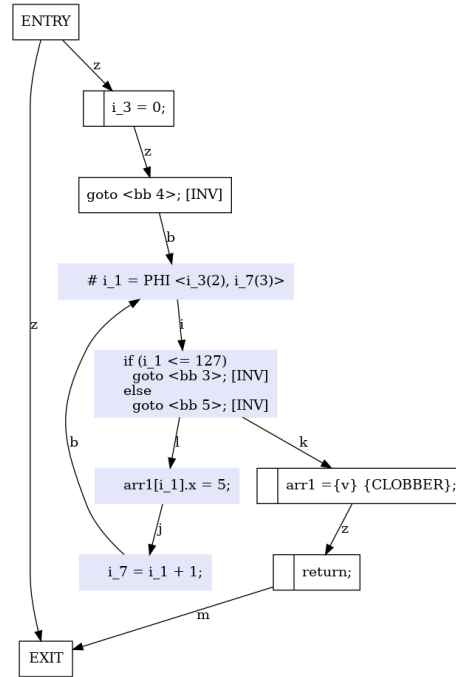 ENTRY
z
i_3 = 0;
z
goto <bb 4>; [INV]
b
# i_1 = PHI <i_3(2), i_7(3)>
z
i
if (i_1 <= 127)
goto <bb 3>; [INV]
else
goto <bb 5>; [INV]
b
l
k
arr1[i_1].x = 5;
arr1 ={v} {CLOBBER};
j
z
i_7 = i_1 + 1;
return;
m
EXIT